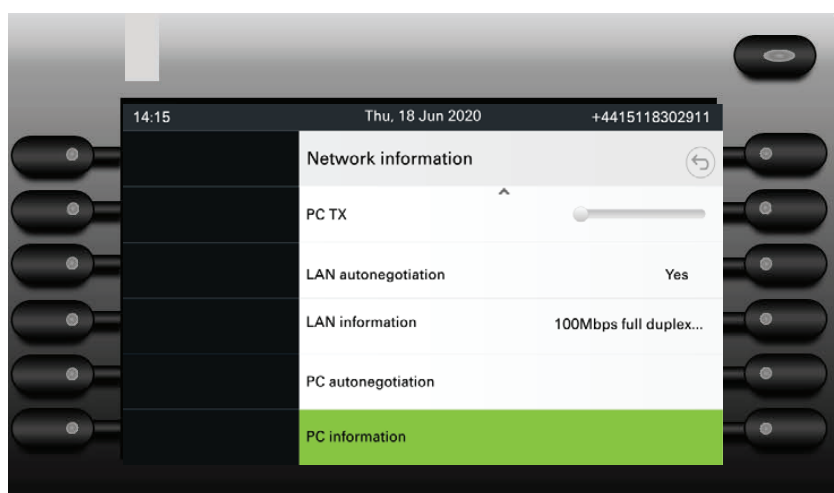 14:15 Thu, 18 Jun 2020 +4415118302911
Network information
PC TX
LAN autonegotiation Yes
LAN information 100Mbps full duplex...
PC autonegotiation
PC information